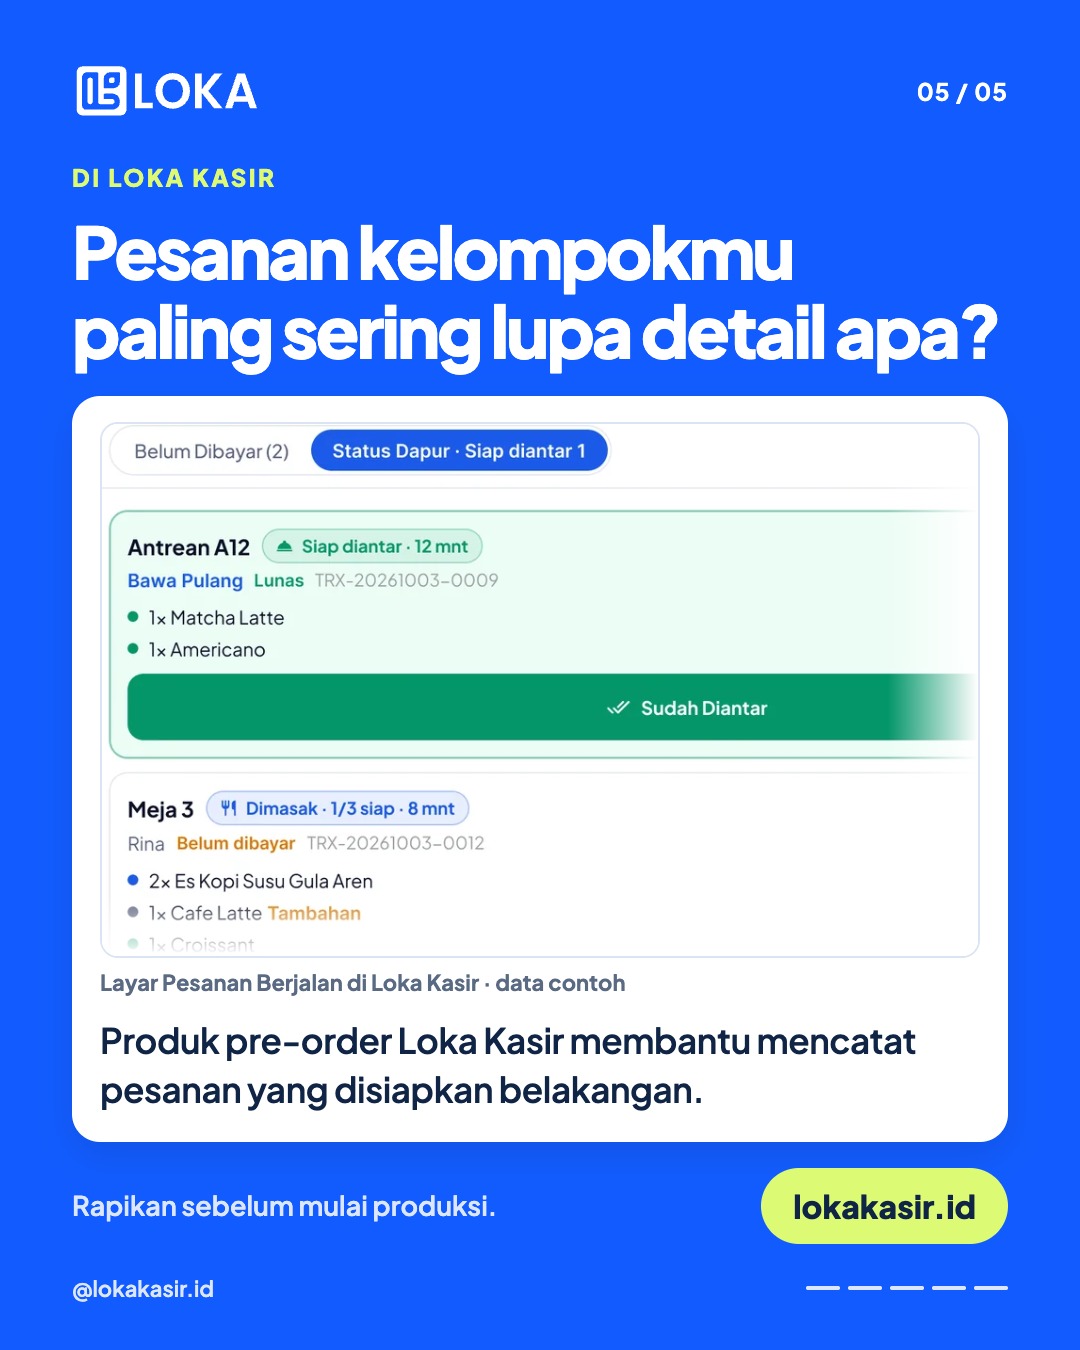 LOKA
05 / 05
DI LOKA KASIR
Pesanan kelompokmu
paling sering lupa detail apa?
Belum Dibayar (2)
Status Dapur · Siap diantar 1
Antrean A12
Siap diantar · 12 mnt
Bawa Pulang Lunas TRX-20261003-0009
1x Matcha Latte
1x Americano
Sudah Diantar
Meja 3
Dimasak · 1/3 siap · 8 mnt
Rina Belum dibayar TRX-20261003-0012
2x Es Kopi Susu Gula Aren
1x Cafe Latte Tambahan
1x Croissant
Layar Pesanan Berjalan di Loka Kasir · data contoh
Produk pre-order Loka Kasir membantu mencatat
pesanan yang disiapkan belakangan.
Rapikan sebelum mulai produksi.
lokakasir.id
@lokakasir.id